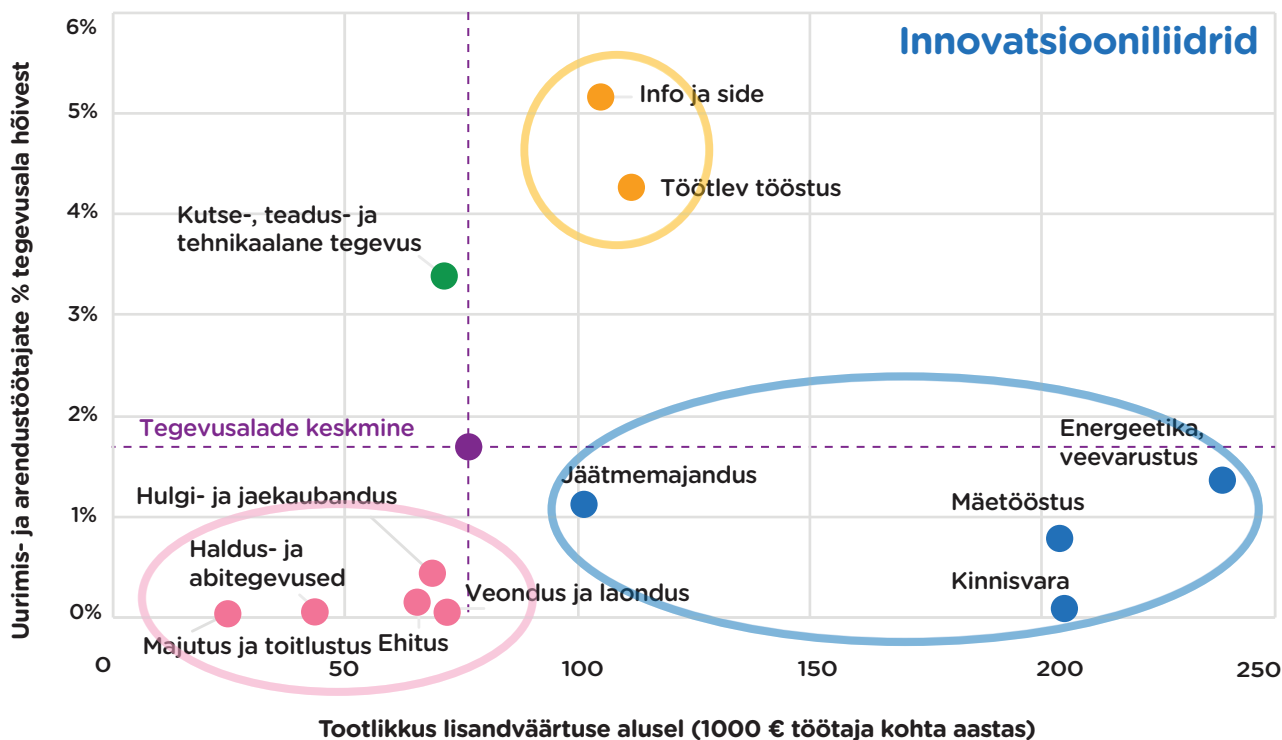 Uurimis- ja arendustöötajate % tegevusala hõivest
6%
5%
4%
3%
2%
1%
0%
Innovatsiooniliidrid
Info ja side
Töötlev tööstus
Kutse-, teadus- ja
tehnikaalane tegevus
Tegevusalade keskmine
Energeetika,
veevarustus
Jäätmemajandus
Mäetööstus
Kinnisvara
Hulgi- ja jaekaubandus
Haldus- ja
abitegevused
Veondus ja laondus
Majutus ja toitlustus
Ehitus
0
50
100
150
200
250
Tootlikkus lisandväärtuse alusel (1000 € töötaja kohta aastas)